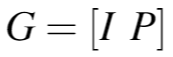 G = [I P]